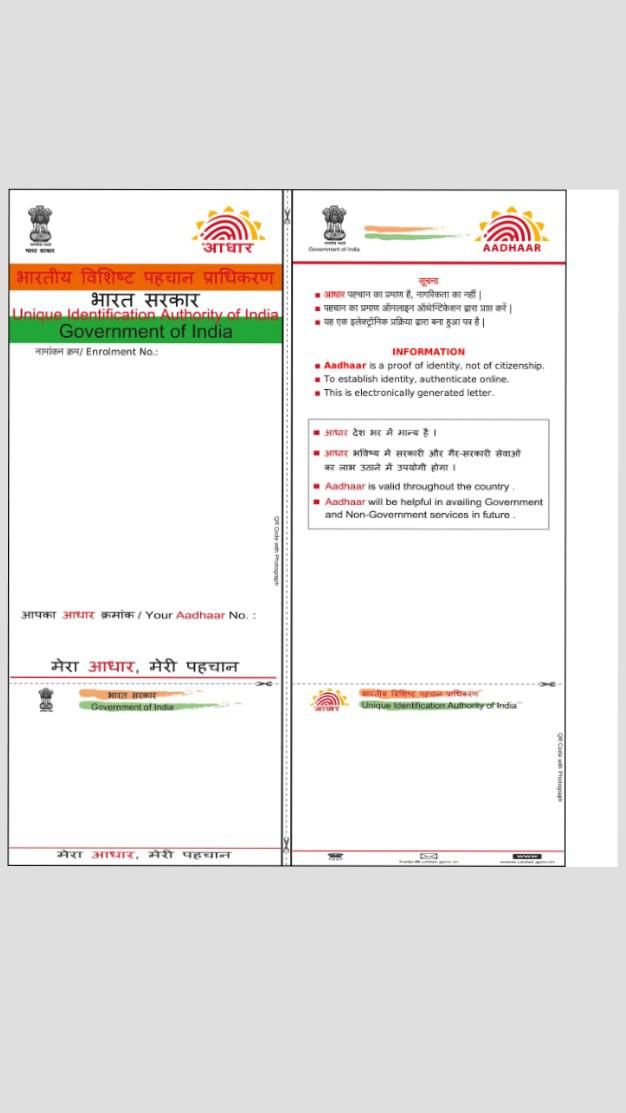 भारत सरकार
आधार
भारतीय विशिष्ट पहचान प्राधिकरण
भारत सरकार
Unique Identification Authority of India
Government of India
नामांकन क्रम/ Enrolment No.:
QR Code with Photograph
आपका आधार क्रमांक / Your Aadhaar No. :
मेरा आधार, मेरी पहचान
भारत सरकार
Government of India
मेरा आधार, मेरी पहचान
Government of India
AADHAAR
सूचना
आधार पहचान का प्रमाण है, नागरिकता का नहीं |
पहचान का प्रमाण ऑनलाइन ऑथेन्टिकेशन द्वारा प्राप्त करें |
यह एक इलेक्ट्रॉनिक प्रक्रिया द्वारा बना हुआ पत्र है |
INFORMATION
Aadhaar is a proof of identity, not of citizenship.
To establish identity, authenticate online.
This is electronically generated letter.
आधार देश भर में मान्य है ।
आधार भविष्य में सरकारी और गैर-सरकारी सेवाओं
का लाभ उठाने में उपयोगी होगा ।
Aadhaar is valid throughout the country .
Aadhaar will be helpful in availing Government
and Non-Government services in future .
आधार
भारतीय विशिष्ट पहचान प्राधिकरण
Unique Identification Authority of India
QR Code with Photograph
1947
www